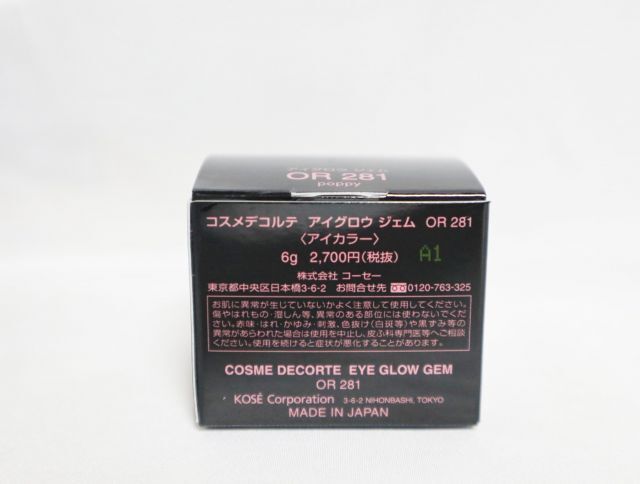 アイグロウ ジェム
OR 281
poppy
コスメデコルテ アイグロウ ジェム OR 281
〈アイカラー〉
6g 2,700円(税抜) A1
株式会社 コーセー
東京都中央区日本橋3-6-2 お問合せ先 0120-763-325
お肌に異常が生じていないかよく注意して使用してください。
傷やはれもの・湿しん等、異常のある部位には使わないでくだ
さい。赤味・はれ・かゆみ・刺激、色抜け(白斑等)や黒ずみ等の
異常があらわれた場合は使用を中止し、皮ふ科専門医等へご相談
ください。使用を続けると症状が悪化することがあります。
COSME DECORTE EYE GLOW GEM
OR 281
KOSÉ Corporation 3-6-2 NIHONBASHI, TOKYO
MADE IN JAPAN